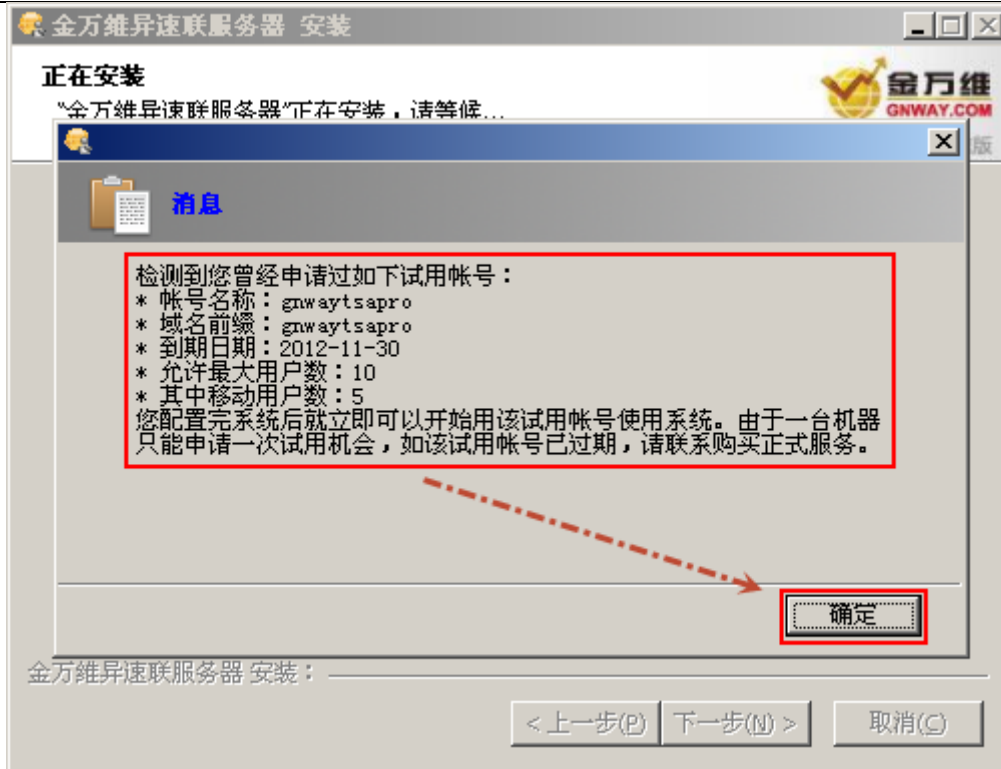 金万维异速联服务器 安装
正在安装
“金万维异速联服务器”正在安装，请等候...
金万维
GNWAY.COM
版
消息
检测到您曾经申请过如下试用帐号：
* 帐号名称：gnwaytsapro
* 域名前缀：gnwaytsapro
* 到期日期：2012-11-30
* 允许最大用户数：10
* 其中移动用户数：5
您配置完系统后就立即可以开始用该试用帐号使用系统。由于一台机器
只能申请一次试用机会，如该试用帐号已过期，请联系购买正式服务。
确定
金万维异速联服务器 安装：
< 上一步(P)
下一步(N) >
取消(C)